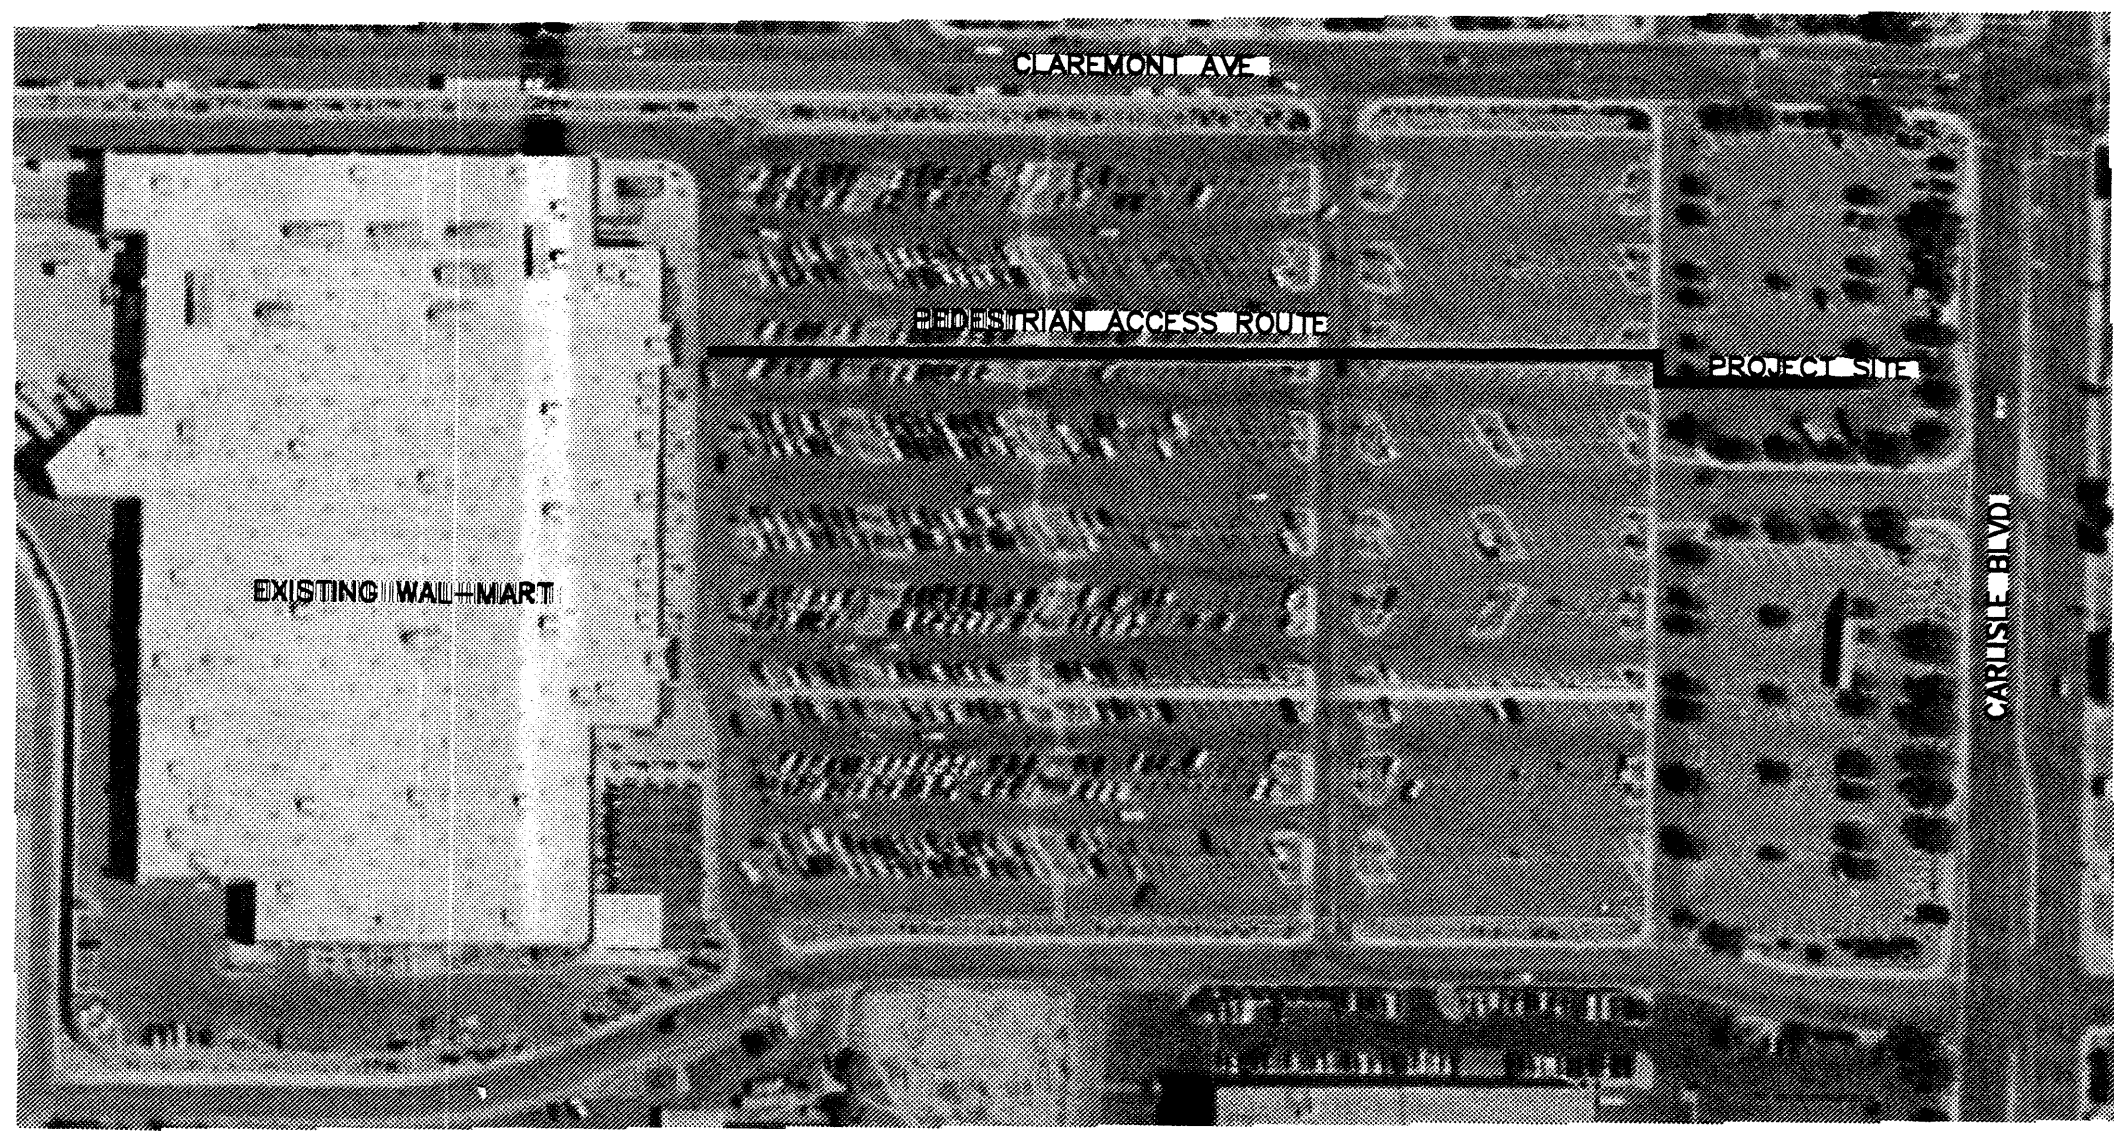 CLAREMONT AVE
PEDESTRIAN ACCESS ROUTE
PROJECT SITE
EXISTING WAL-MART
CARLISLE BLVD